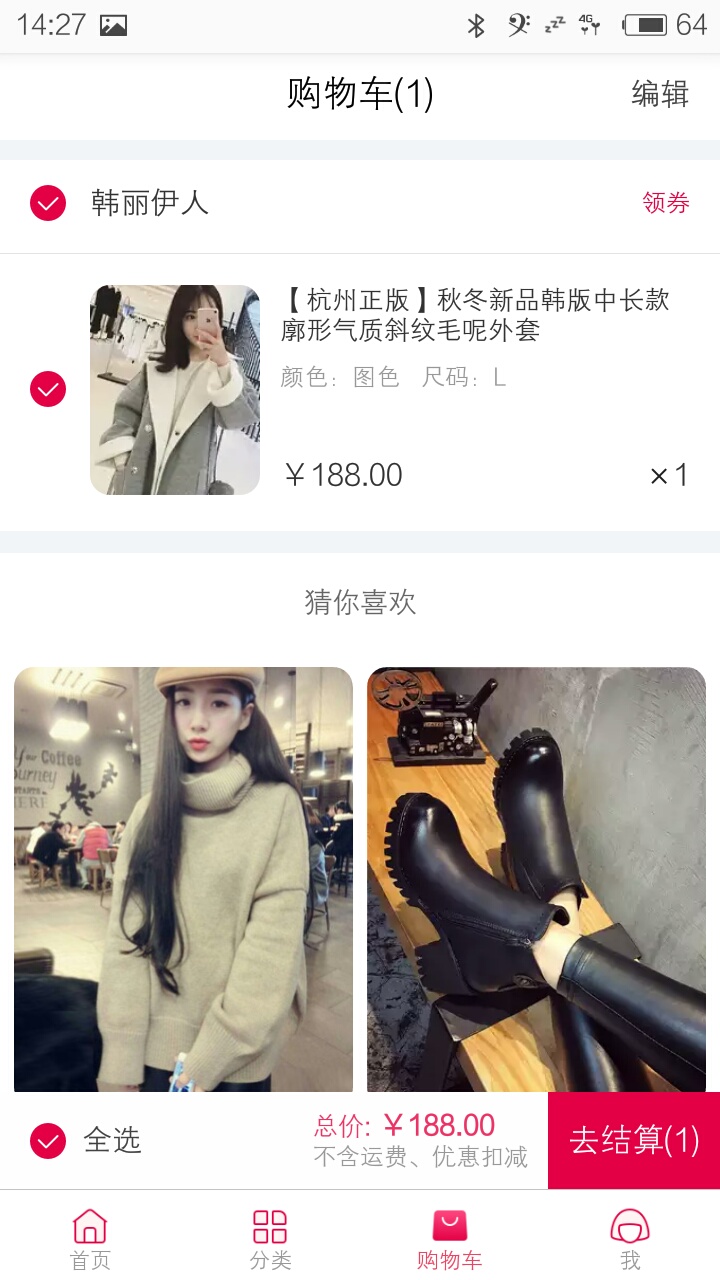 14:27
4G
64
购物车(1)
编辑
韩丽伊人
领券
【杭州正版】秋冬新品韩版中长款
廓形气质斜纹毛呢外套
颜色：图色 尺码：L
￥188.00
×1
猜你喜欢
Coffee
全选
总价: ￥188.00
不含运费、优惠扣减
去结算(1)
首页
分类
购物车
我